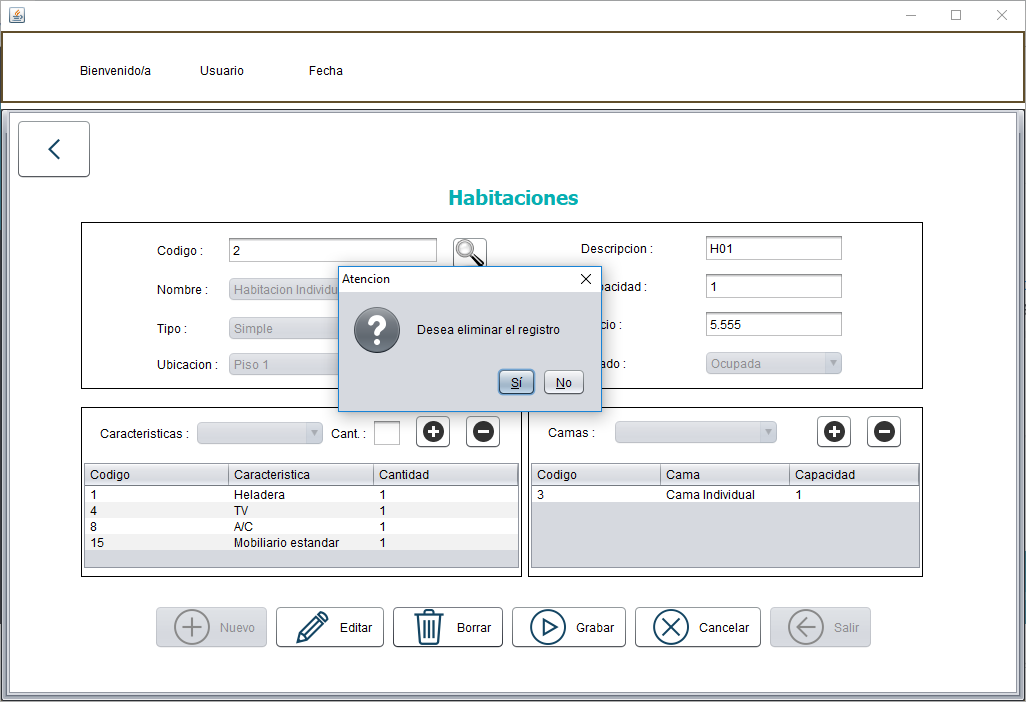 Bienvenido/a Usuario Fecha
Habitaciones
Codigo : 2 Descripcion : H01
Atencion
Nombre : Habitacion Individu pacidad : 1
Desea eliminar el registro
Tipo : Simple cio : 5.555
Ubicacion : Piso 1 ado : Ocupada
Sí No
Caracteristicas : Cant. : Camas :
Codigo Caracteristica Cantidad
1 Heladera 1
4 TV 1
8 A/C 1
15 Mobiliario estandar 1
Codigo Cama Capacidad
3 Cama Individual 1
Nuevo Editar Borrar Grabar Cancelar Salir